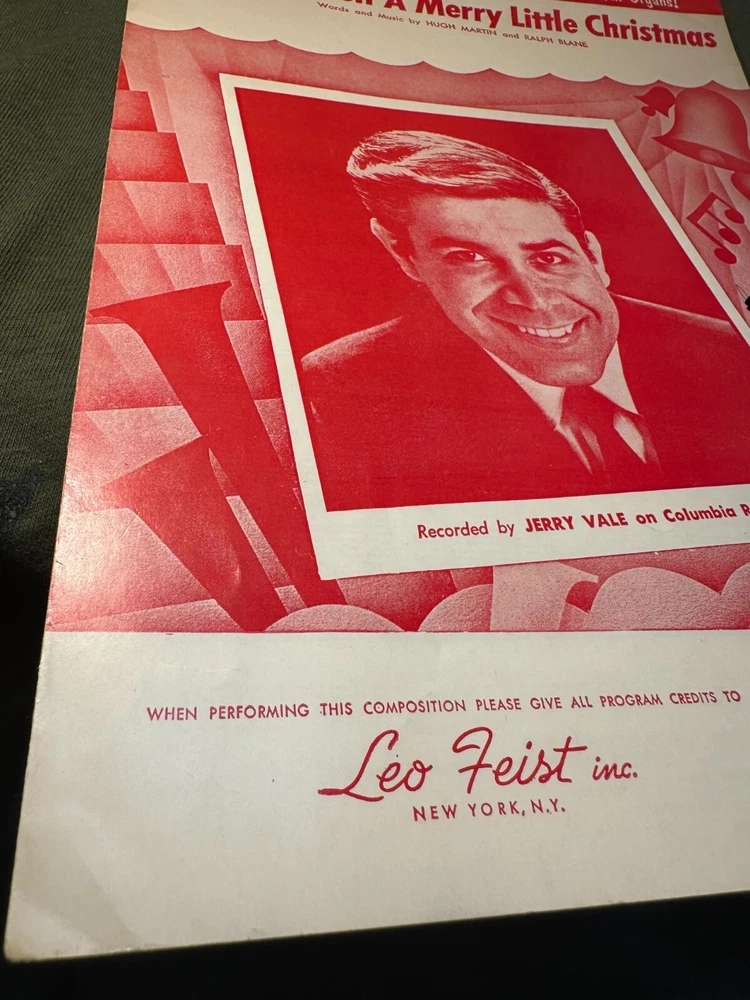 Organs!
A Merry Little Christmas
Words and Music by HUGH MARTIN and RALPH BLANE
Recorded by JERRY VALE on Columbia R
WHEN PERFORMING THIS COMPOSITION PLEASE GIVE ALL PROGRAM CREDITS TO
Leo Feist inc.
NEW YORK, N.Y.